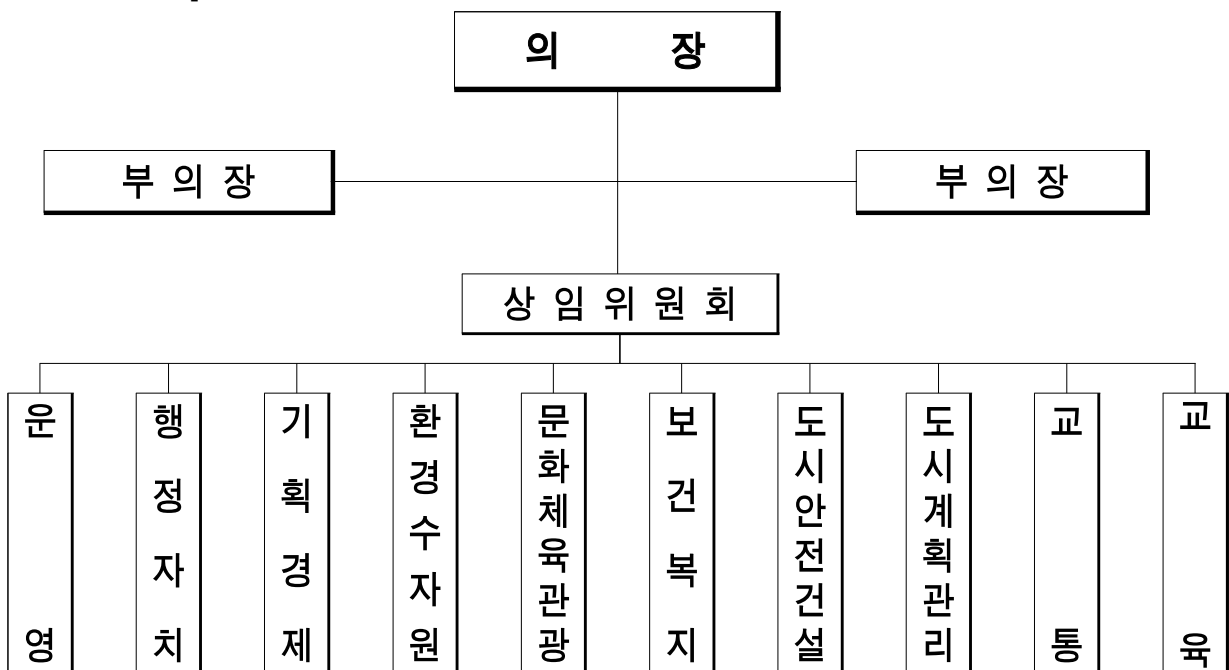 의 장
부 의 장
부 의 장
상 임 위 원 회
운영
행정자치
기획경제
환경수자원
문화체육관광
보건복지
도시안전건설
도시계획관리
교통
교육